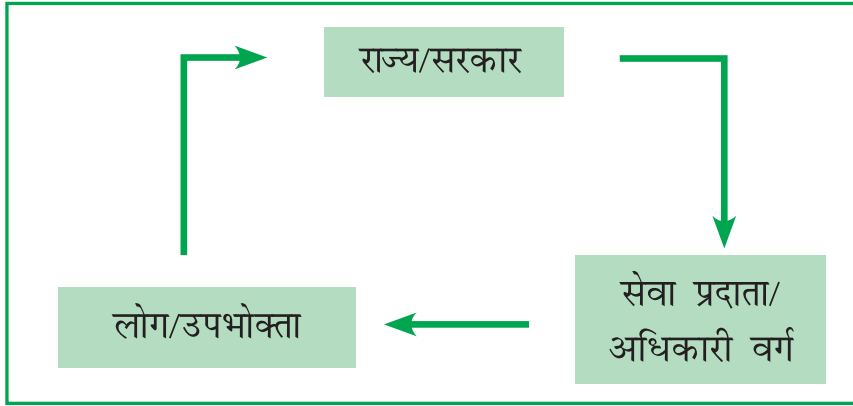 राज्य/सरकार
लोग/उपभोक्ता
सेवा प्रदाता/
अधिकारी वर्ग